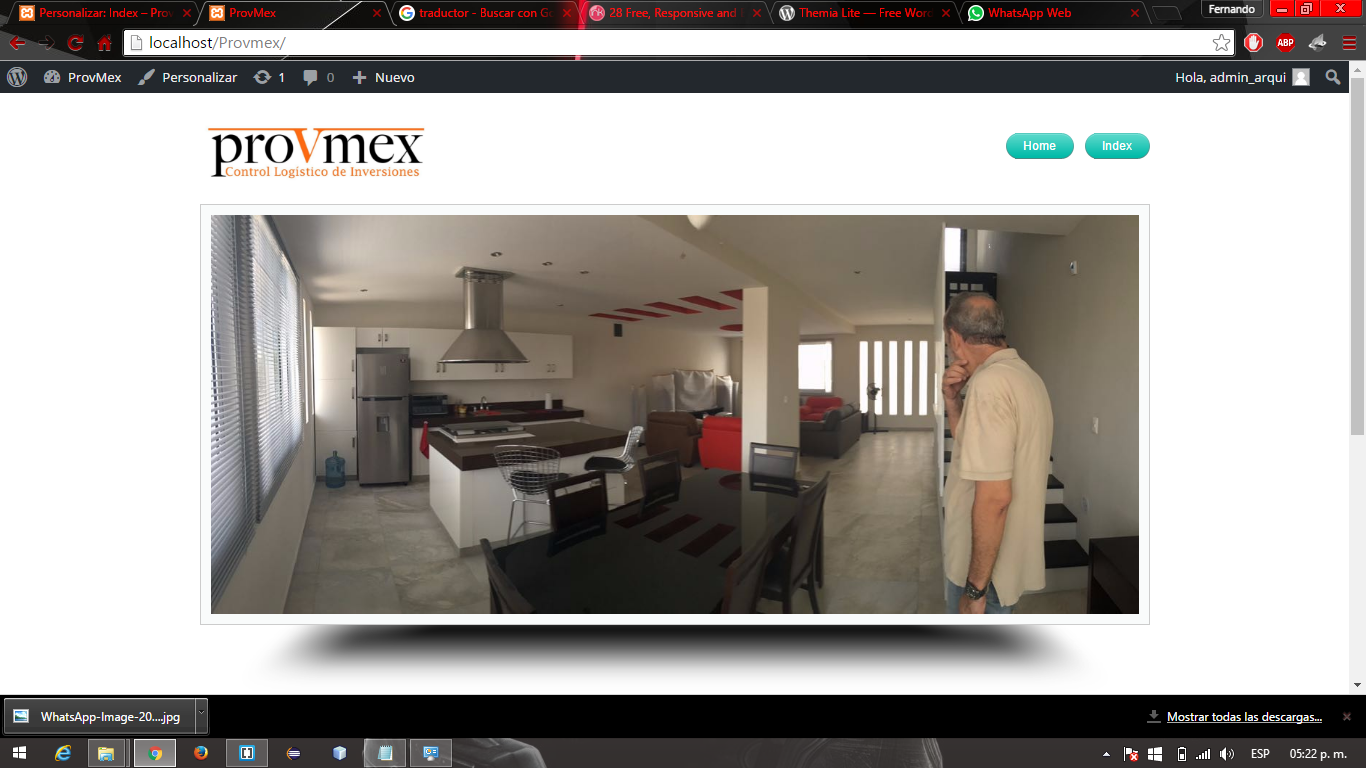 Personalizar: Index – Prov
ProvMex
traductor - Buscar con Go
28 Free, Responsive and
Themia Lite — Free Word
WhatsApp Web
Fernando
localhost/Provmex/
ABP
ProvMex
Personalizar
1
0
Nuevo
Hola, admin_arqui
proVmex
Control Logístico de Inversiones
Home
Index
WhatsApp-Image-20....jpg
Mostrar todas las descargas...
ESP
05:22 p. m.